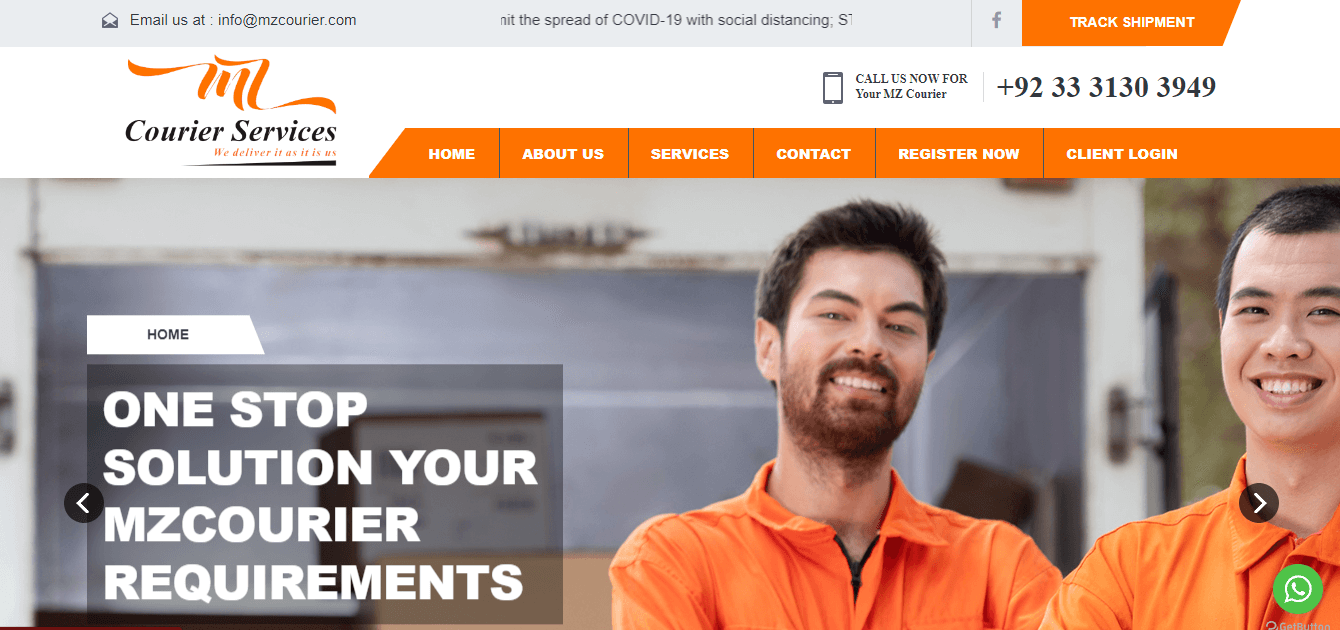 Email us at : info@mzcourier.com
nit the spread of COVID-19 with social distancing; ST
TRACK SHIPMENT
MZ
Courier Services
We deliver it as it is us
CALL US NOW FOR
Your MZ Courier
+92 33 3130 3949
HOME
ABOUT US
SERVICES
CONTACT
REGISTER NOW
CLIENT LOGIN
HOME
ONE STOP
SOLUTION YOUR
MZCOURIER
REQUIREMENTS
GetButton